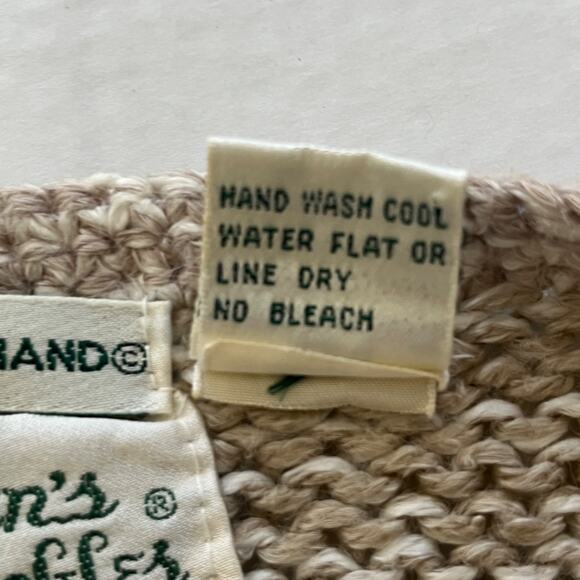 HAND WASH COOL
WATER FLAT OR
LINE DRY
NO BLEACH
HAND©
n's ®